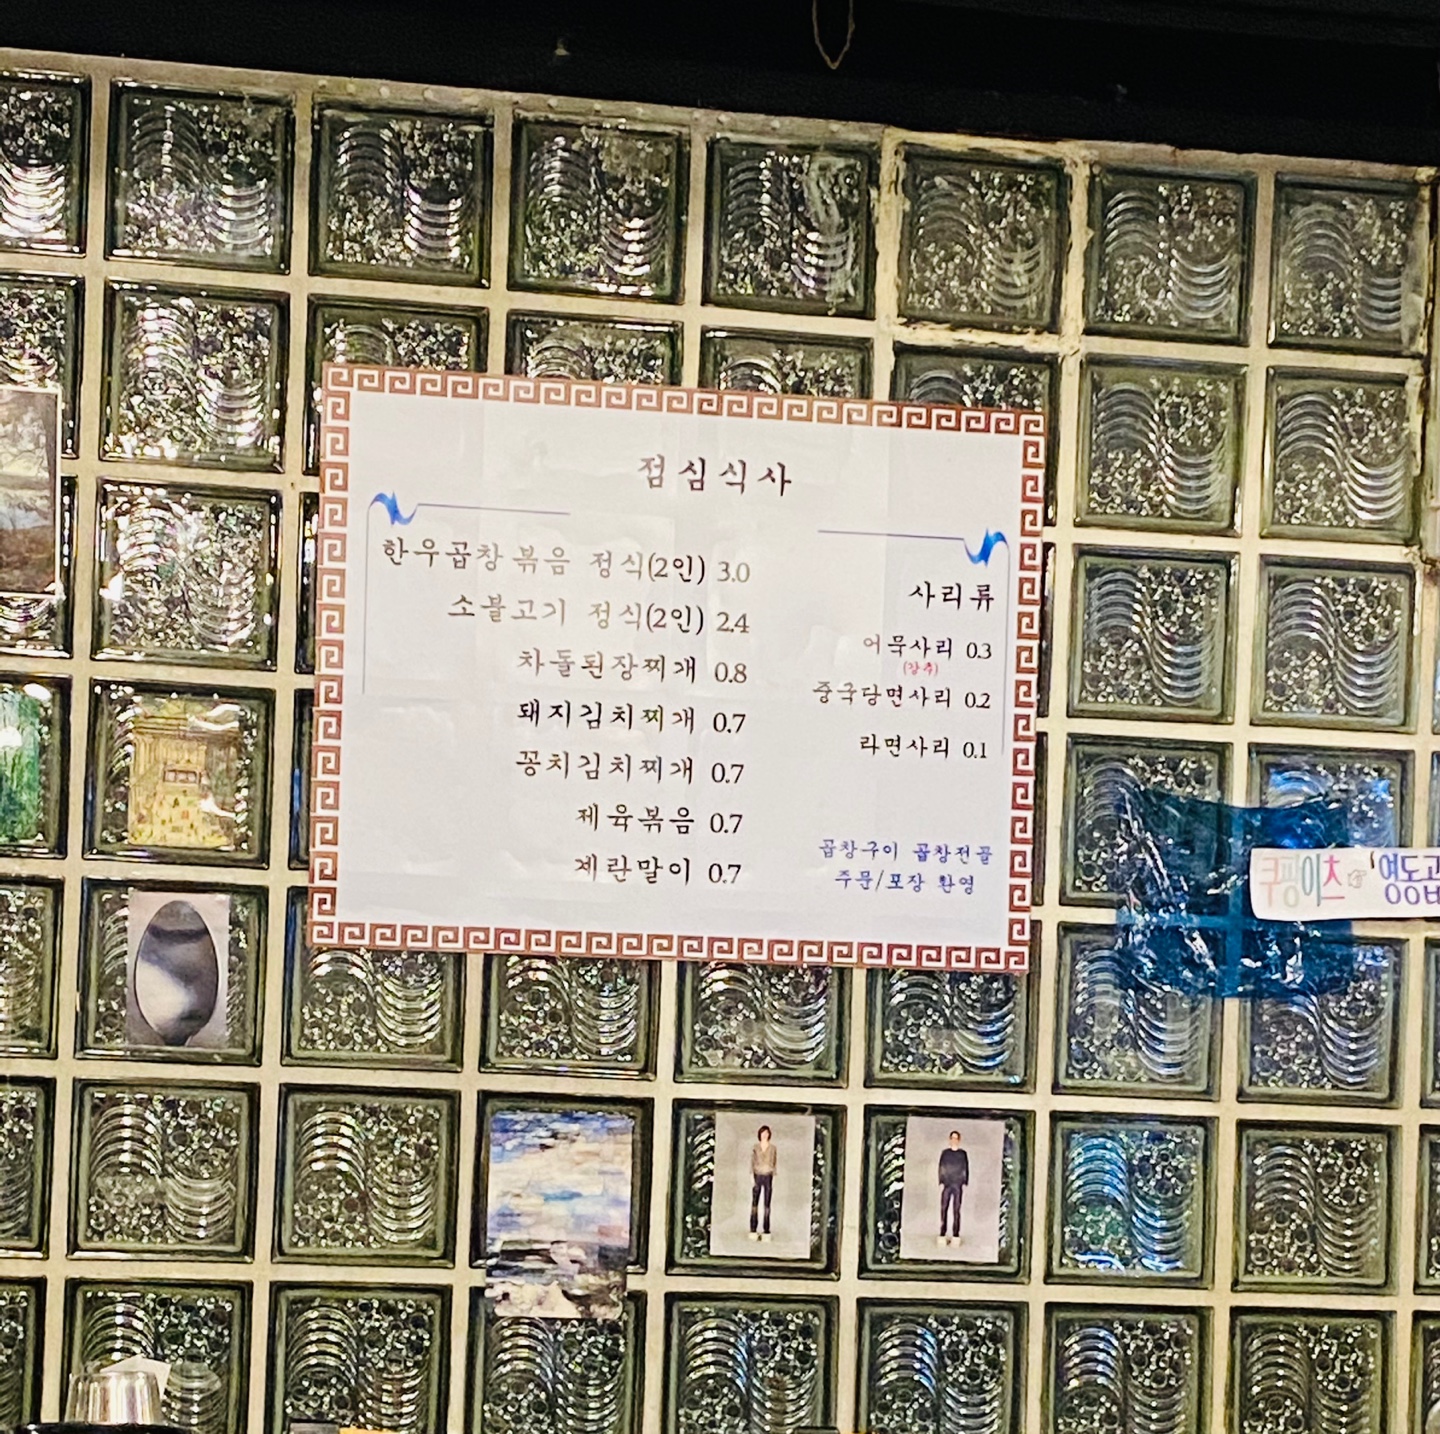 점심식사
한우곱창볶음 정식(2인) 3.0
소불고기 정식(2인) 2.4
차돌된장찌개 0.8
돼지김치찌개 0.7
꽁치김치찌개 0.7
제육볶음 0.7
계란말이 0.7
사리류
어묵사리 0.3
(강추)
중국당면사리 0.2
라면사리 0.1
곱창구이 곱창전골
주문/포장 환영
쿠팡이츠☞'영도곱